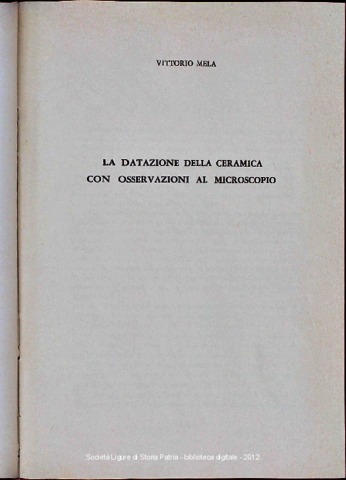 VITTORIO MELA
LA DATAZIONE DELLA CERAMICA
CON OSSERVAZIONI AL MICROSCOPIO
Società Ligure di Storia Patria - biblioteca digitale - 2012